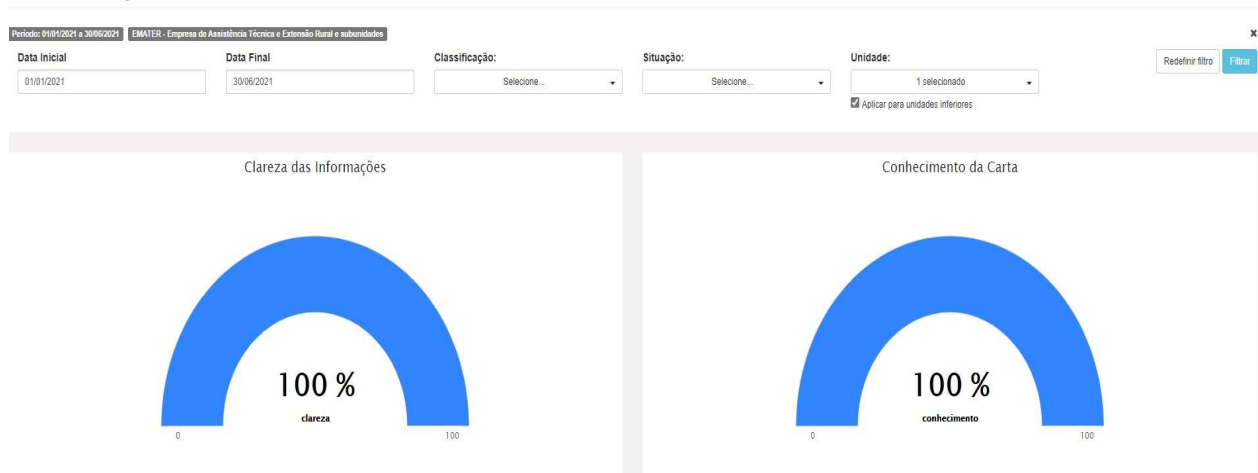 Período: 01/01/2021 a 30/06/2021 EMATER - Empresa de Assistência Técnica e Extensão Rural e subunidades
Data Inicial Data Final Classificação: Situação: Unidade: Redefinir filtro Filtrar
01/01/2021 30/06/2021 Selecione... Selecione... 1 selecionado
Aplicar para unidades inferiores
Clareza das Informações Conhecimento da Carta
100 % 100 %
clareza conhecimento
0 100 0 100